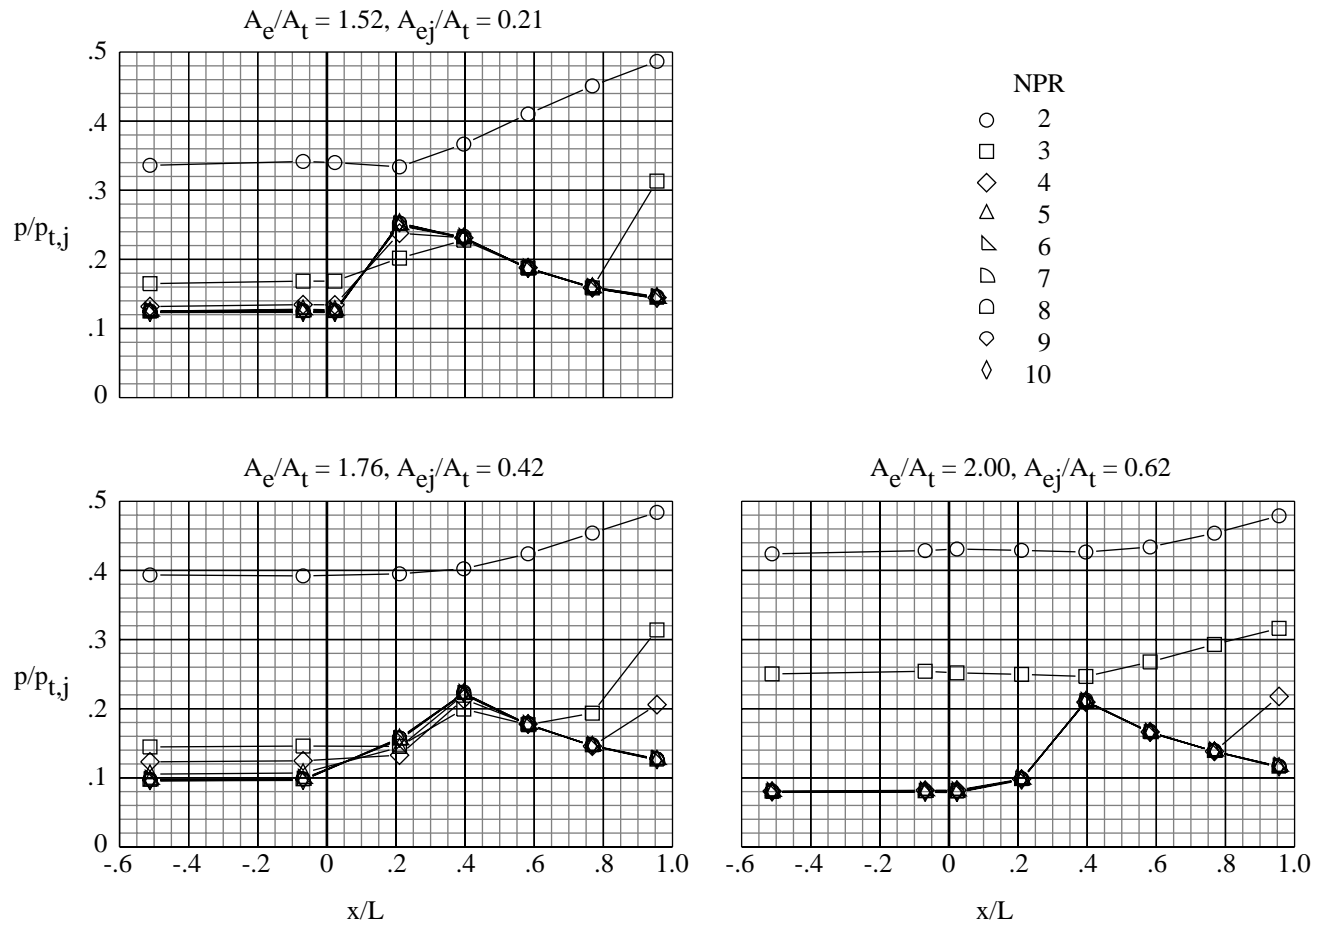 A_e/A_t = 1.52, A_ej/A_t = 0.21
.5
.4
.3
.2
.1
0
p/p_t,j
NPR
2
3
4
5
6
7
8
9
10
A_e/A_t = 1.76, A_ej/A_t = 0.42
.5
.4
.3
.2
.1
0
p/p_t,j
-.6 -.4 -.2 0 .2 .4 .6 .8 1.0
x/L
A_e/A_t = 2.00, A_ej/A_t = 0.62
-.6 -.4 -.2 0 .2 .4 .6 .8 1.0
x/L